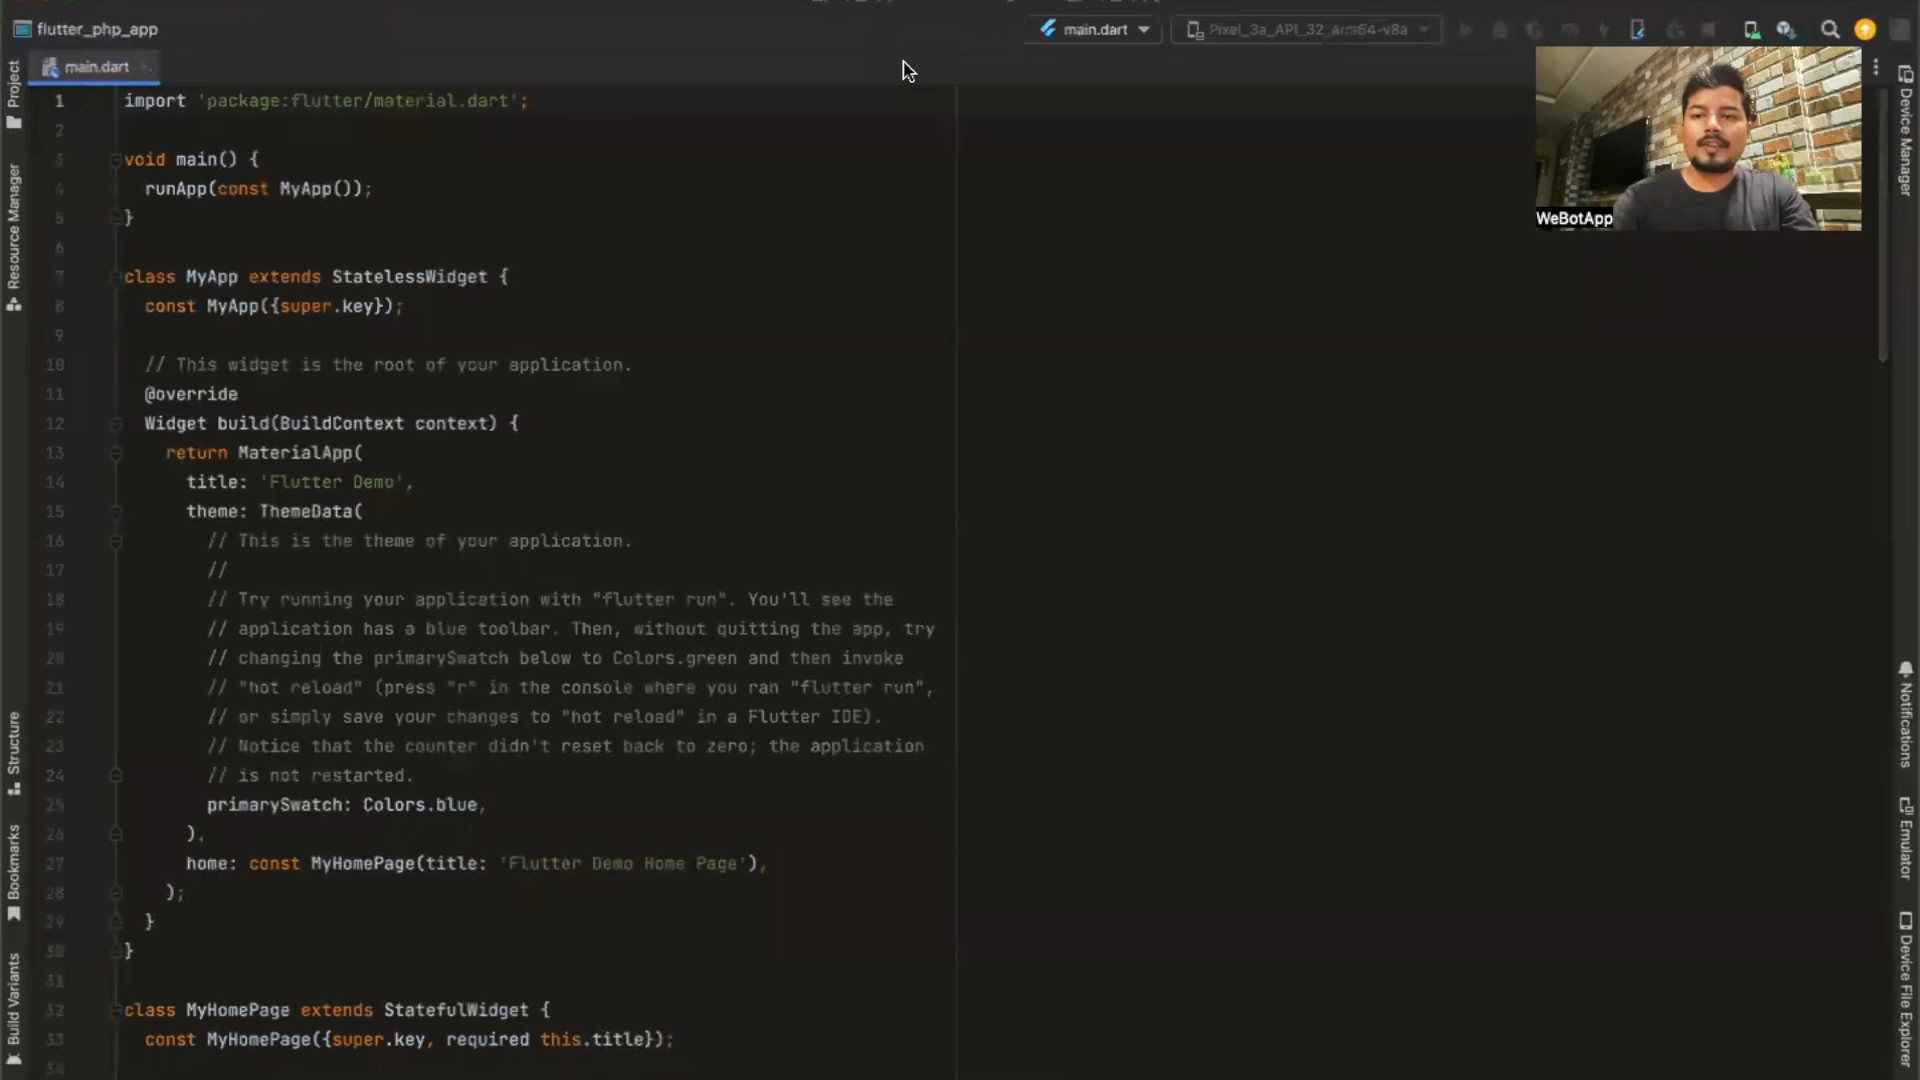 flutter_php_app
main.dart
Pixel_3a_API_32_arm64-v8a
main.dart
Project
Resource Manager
Structure
Bookmarks
Build Variants
1 import 'package:flutter/material.dart';
2
3 void main() {
4 runApp(const MyApp());
5 }
6
7 class MyApp extends StatelessWidget {
8 const MyApp({super.key});
9
10 // This widget is the root of your application.
11 @override
12 Widget build(BuildContext context) {
13 return MaterialApp(
14 title: 'Flutter Demo',
15 theme: ThemeData(
16 // This is the theme of your application.
17 //
18 // Try running your application with "flutter run". You'll see the
19 // application has a blue toolbar. Then, without quitting the app, try
20 // changing the primarySwatch below to Colors.green and then invoke
21 // "hot reload" (press "r" in the console where you ran "flutter run",
22 // or simply save your changes to "hot reload" in a Flutter IDE).
23 // Notice that the counter didn't reset back to zero; the application
24 // is not restarted.
25 primarySwatch: Colors.blue,
26 ),
27 home: const MyHomePage(title: 'Flutter Demo Home Page'),
28 );
29 }
30 }
31
32 class MyHomePage extends StatefulWidget {
33 const MyHomePage({super.key, required this.title});
34
WeBotApp
Device Manager
Notifications
Emulator
Device File Explorer